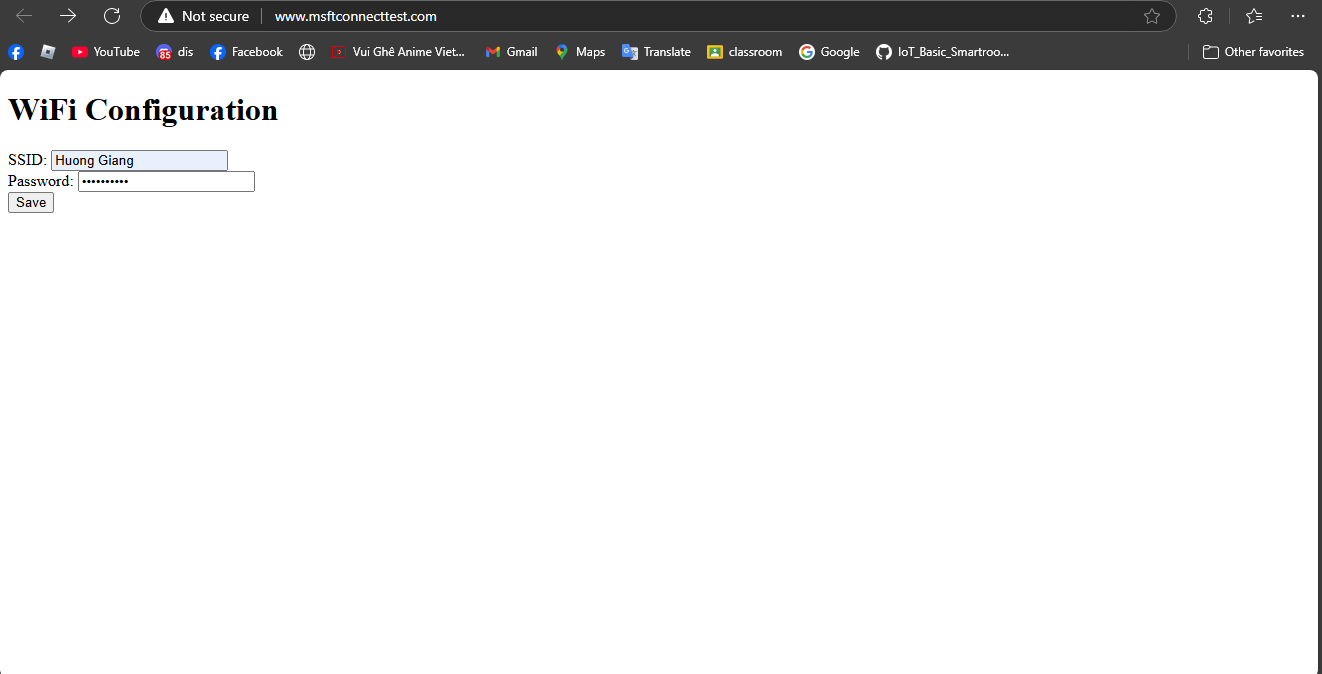 Not secure www.msftconnecttest.com
YouTube 85 dis Facebook Vui Ghê Anime Viet... Gmail Maps Translate classroom Google IoT_Basic_Smartroo... Other favorites
WiFi Configuration
SSID: Huong Giang
Password: ••••••••••
Save